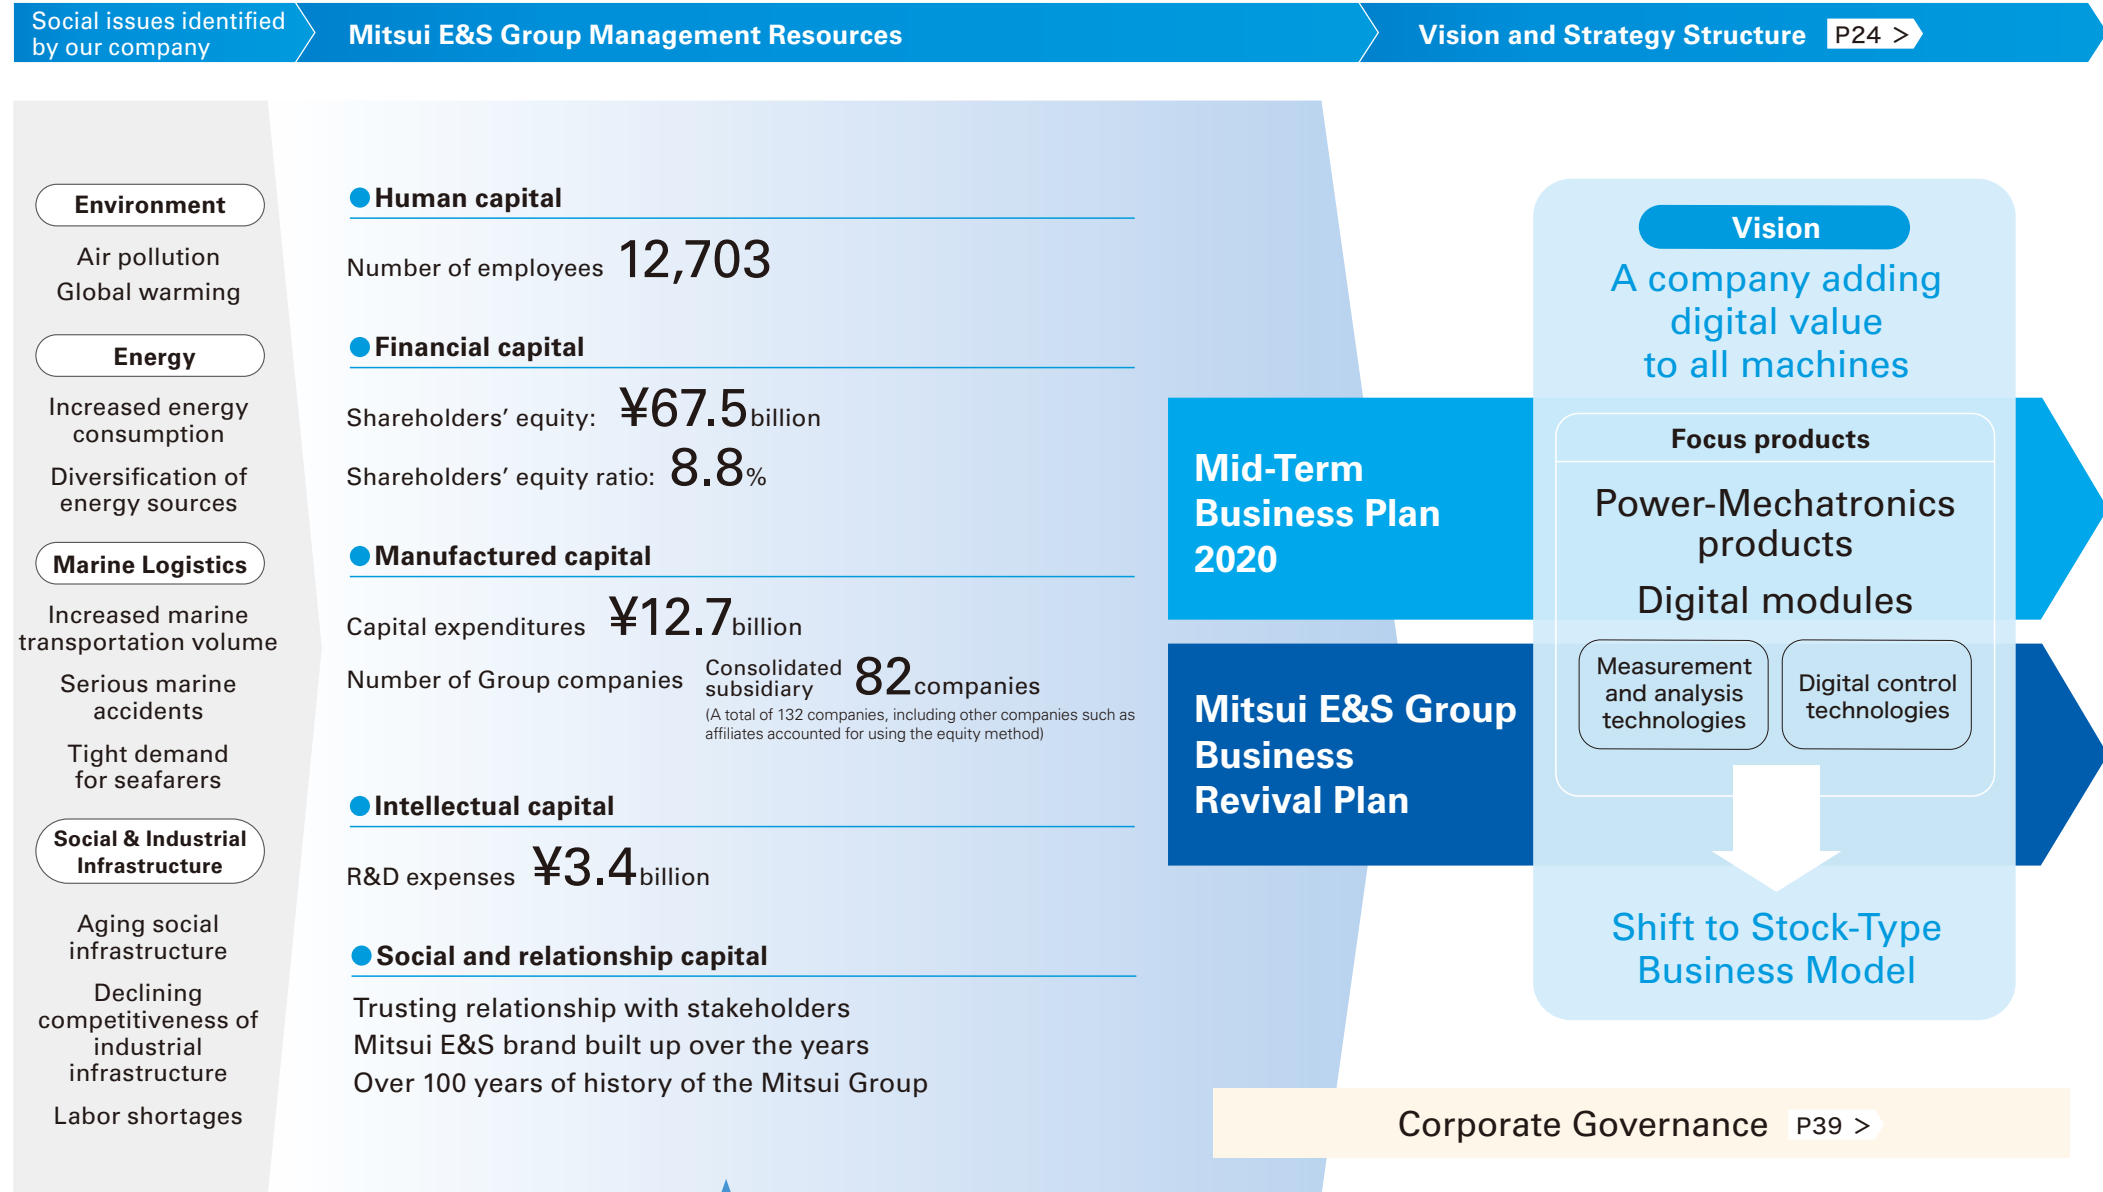 Social issues identified
by our company
Mitsui E&S Group Management Resources
Vision and Strategy Structure P24 >
Environment
Air pollution
Global warming
Energy
Increased energy
consumption
Diversification of
energy sources
Marine Logistics
Increased marine
transportation volume
Serious marine
accidents
Tight demand
for seafarers
Social & Industrial
Infrastructure
Aging social
infrastructure
Declining
competitiveness of
industrial
infrastructure
Labor shortages
Human capital
Number of employees 12,703
Financial capital
Shareholders’ equity: ¥67.5 billion
Shareholders’ equity ratio: 8.8%
Manufactured capital
Capital expenditures ¥12.7 billion
Number of Group companies Consolidated
subsidiary 82 companies
(A total of 132 companies, including other companies such as
affiliates accounted for using the equity method)
Intellectual capital
R&D expenses ¥3.4 billion
Social and relationship capital
Trusting relationship with stakeholders
Mitsui E&S brand built up over the years
Over 100 years of history of the Mitsui Group
Mid-Term
Business Plan
2020
Mitsui E&S Group
Business
Revival Plan
Vision
A company adding
digital value
to all machines
Focus products
Power-Mechatronics
products
Digital modules
Measurement
and analysis
technologies
Digital control
technologies
Shift to Stock-Type
Business Model
Corporate Governance P39 >